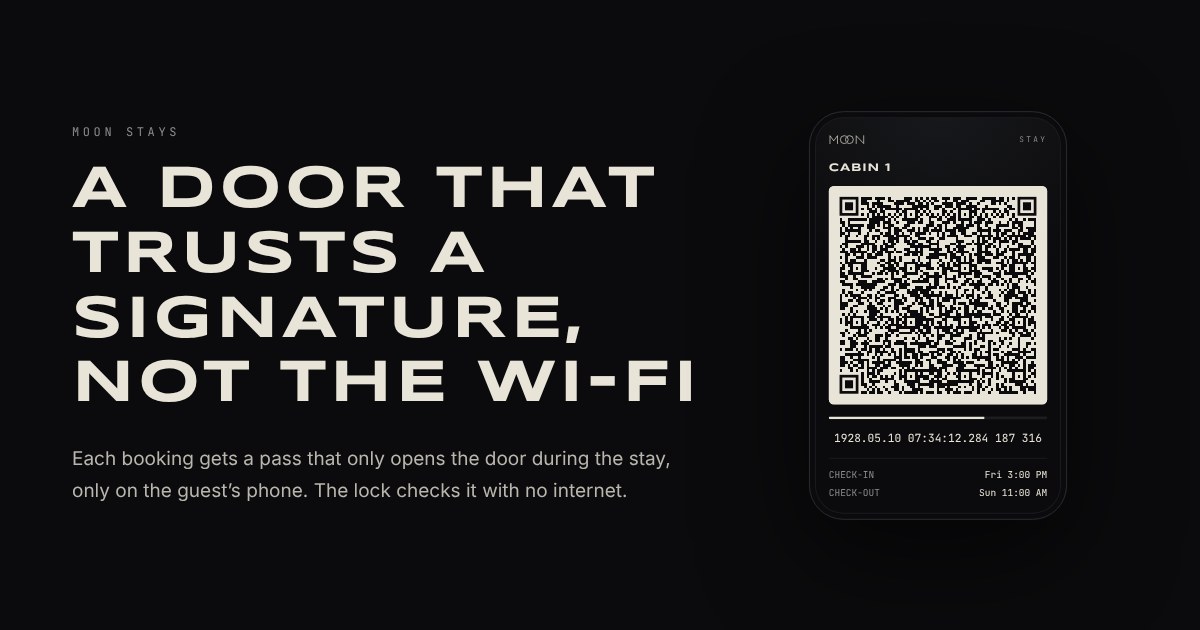 MOON STAYS
A DOOR THAT
TRUSTS A
SIGNATURE,
NOT THE WI-FI
Each booking gets a pass that only opens the door during the stay,
only on the guest’s phone. The lock checks it with no internet.
MOON STAY
CABIN 1
1928.05.10 07:34:12.284 187 316
CHECK-IN Fri 3:00 PM
CHECK-OUT Sun 11:00 AM